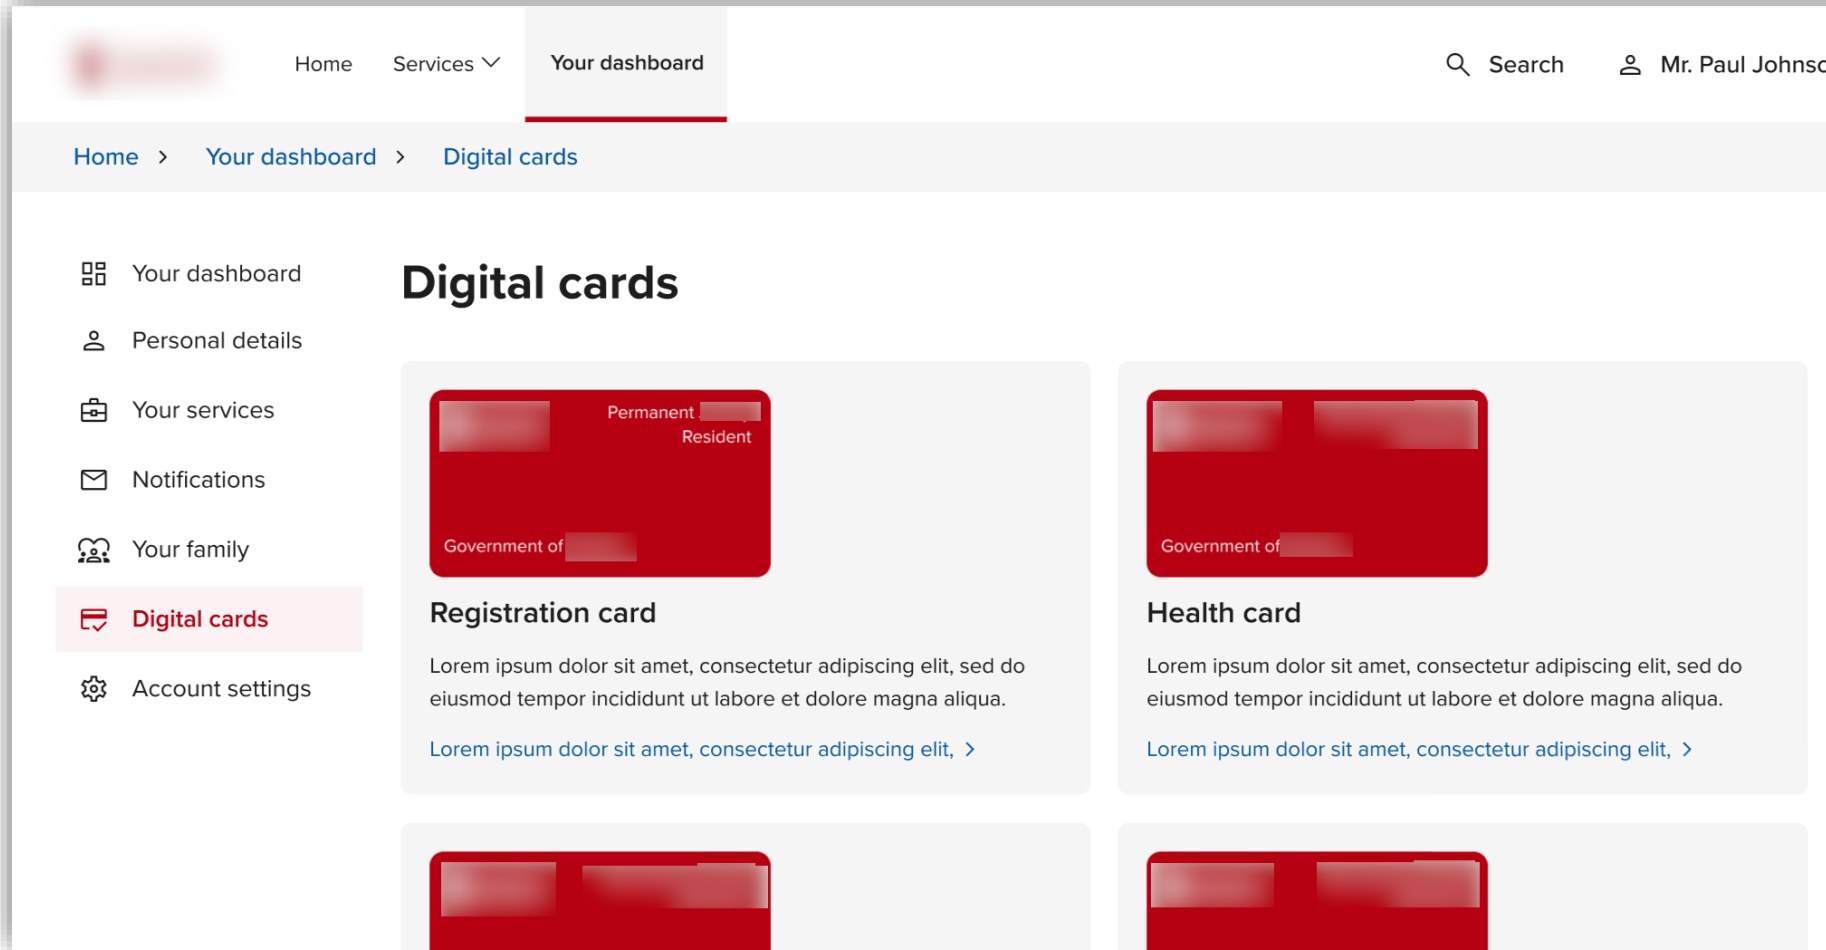 Home
Services
Your dashboard
Search
Mr. Paul
Home > Your dashboard > Digital cards
Your dashboard
Personal details
Your services
Notifications
Your family
Digital cards
Account settings
Digital cards
Permanent
Resident
Government of
Registration card
Lorem ipsum dolor sit amet, consectetur adipiscing elit, sed do
eiusmod tempor incididunt ut labore et dolore magna aliqua.
Lorem ipsum dolor sit amet, consectetur adipiscing elit, >
Government of
Health card
Lorem ipsum dolor sit amet, consectetur adipiscing elit, sed do
eiusmod tempor incididunt ut labore et dolore magna aliqua.
Lorem ipsum dolor sit amet, consectetur adipiscing elit, >